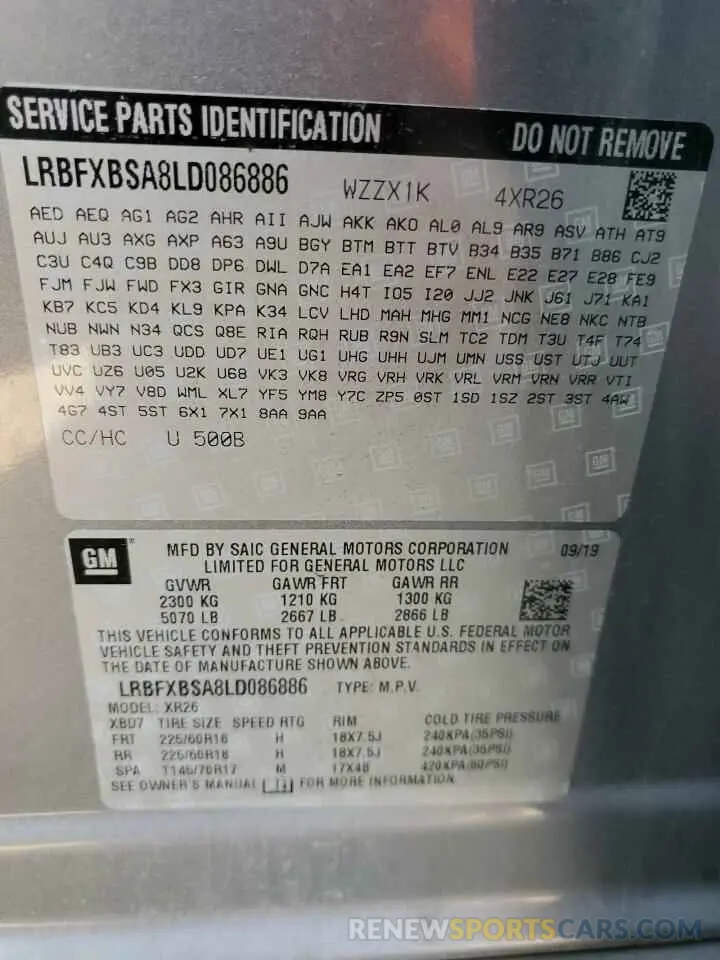 SERVICE PARTS IDENTIFICATION DO NOT REMOVE
LRBFXBSA8LD086886 WZZX1K 4XR26
AED AEQ AG1 AG2 AHR AII AJW AKK AKO AL0 AL9 AR9 ASV ATH AT9
AUJ AU3 AXG AXP A63 A9U BGY BTM BTT BTV B34 B35 B71 B86 CJ2
C3U C4Q C9B DD8 DP6 DWL D7A EA1 EA2 EF7 ENL E22 E27 E28 FE9
FJM FJW FWD FX3 GIR GNA GNC H4T IO5 I20 JJ2 JNK J61 J71 KA1
KB7 KC5 KD4 KL9 KPA K34 LCV LHD MAH MHG MM1 NCG NE8 NKC NTB
NUB NWN N34 QCS Q8E RIA RQH RUB R9N SLM TC2 TDM T3U T4F T74
T83 UB3 UC3 UDD UD7 UE1 UG1 UHG UHH UJM UMN USS UST UTJ UUT
UVC UZ6 U05 U2K U68 VK3 VK8 VRG VRH VRK VRL VRM VRN VRR VTI
VV4 VY7 V8D WML XL7 YF5 YM8 Y7C ZP5 0ST 1SD 1SZ 2ST 3ST 4AW
4G7 4ST 5ST 6X1 7X1 8AA 9AA
CC/HC U 500B
GM MFD BY SAIC GENERAL MOTORS CORPORATION 09/19
LIMITED FOR GENERAL MOTORS LLC
GVWR GAWR FRT GAWR RR
2300 KG 1210 KG 1300 KG
5070 LB 2667 LB 2866 LB
THIS VEHICLE CONFORMS TO ALL APPLICABLE U.S. FEDERAL MOTOR
VEHICLE SAFETY AND THEFT PREVENTION STANDARDS IN EFFECT ON
THE DATE OF MANUFACTURE SHOWN ABOVE.
LRBFXBSA8LD086886 TYPE: M.P.V.
MODEL: XR26
XBD7 TIRE SIZE SPEED RTG RIM COLD TIRE PRESSURE
FRT 225/60R18 H 18X7.5J 240KPA(35PSI)
RR 225/60R18 H 18X7.5J 240KPA(35PSI)
SPA T145/70R17 M 17X4B 420KPA(60PSI)
SEE OWNER'S MANUAL FOR MORE INFORMATION
RENEWSPORTSCARS.COM